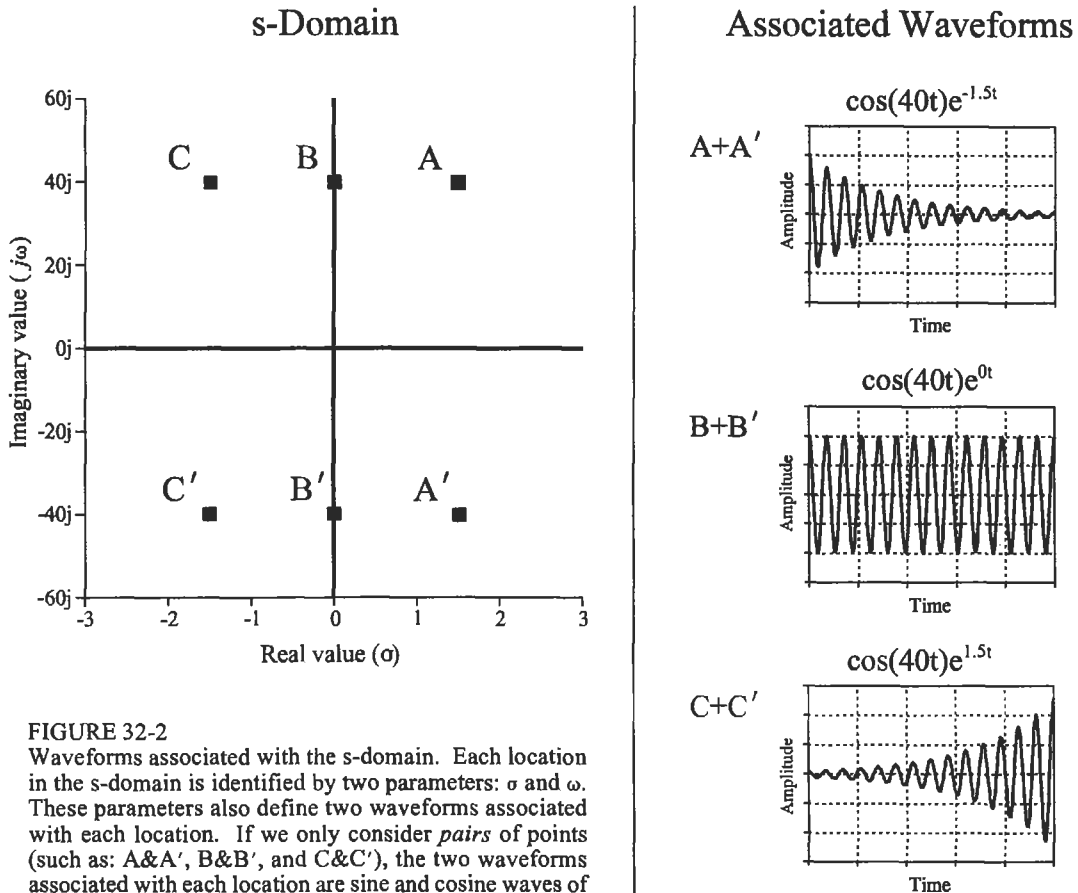 s-Domain
60j
40j
20j
0j
-20j
-40j
-60j
-3
-2
-1
0
1
2
3
Imaginary value ( jω)
Real value (σ)
C
B
A
C′
B′
A′
FIGURE 32-2
Waveforms associated with the s-domain. Each location
in the s-domain is identified by two parameters: σ and ω.
These parameters also define two waveforms associated
with each location. If we only consider pairs of points
(such as: A&A′, B&B′, and C&C′), the two waveforms
associated with each location are sine and cosine waves of
Associated Waveforms
cos(40t)e^-1.5t
A+A′
Amplitude
Time
cos(40t)e^0t
B+B′
Amplitude
Time
cos(40t)e^1.5t
C+C′
Amplitude
Time